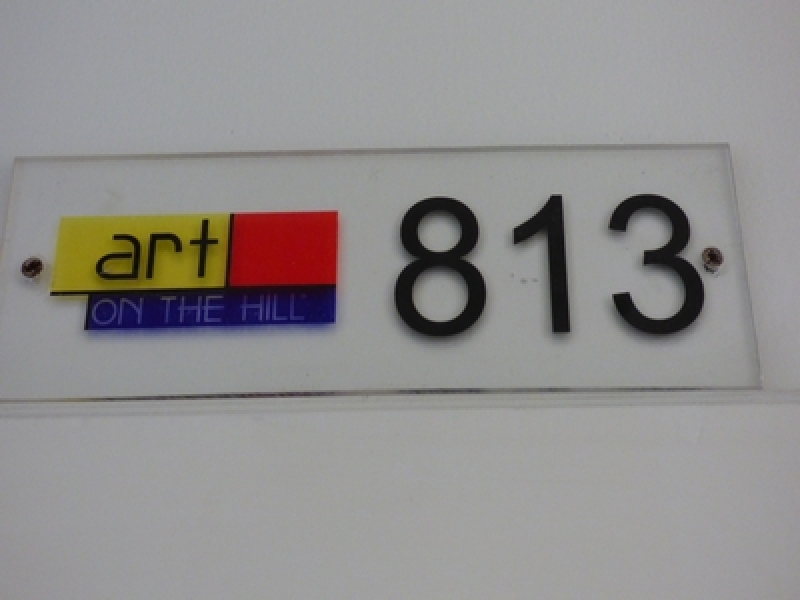 art
ON THE HILL
813